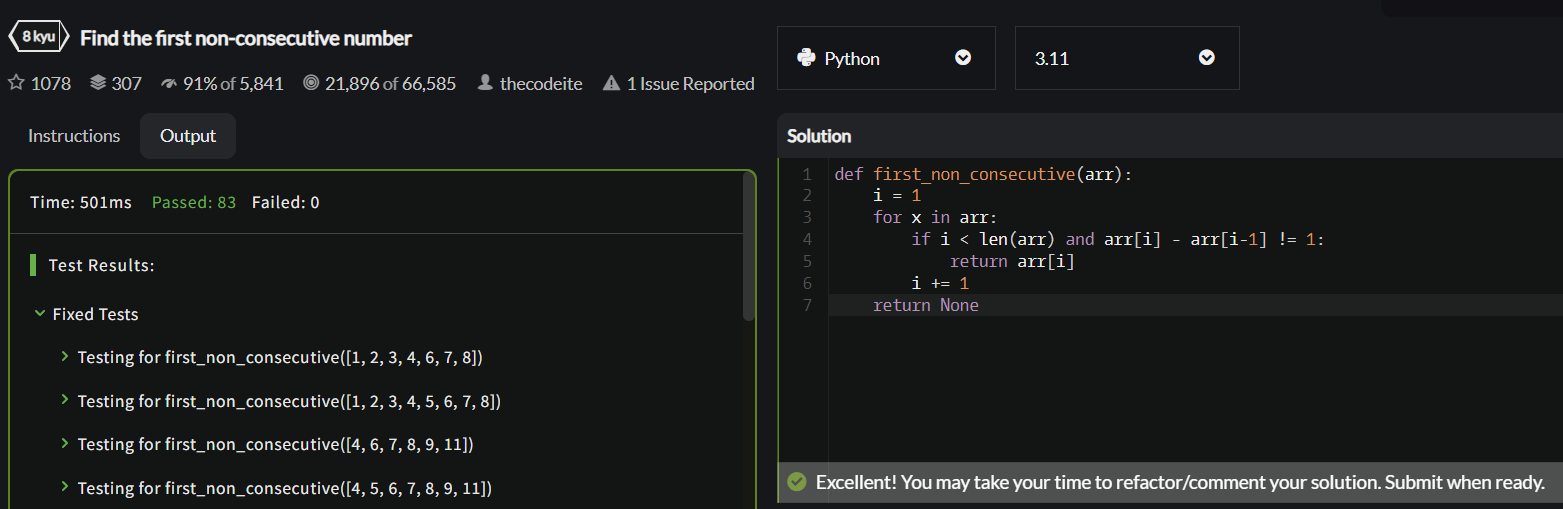 8 kyu Find the first non-consecutive number
1078 307 91% of 5,841 21,896 of 66,585 thecodeite 1 Issue Reported
Instructions Output
Time: 501ms Passed: 83 Failed: 0
Test Results:
Fixed Tests
Testing for first_non_consecutive([1, 2, 3, 4, 6, 7, 8])
Testing for first_non_consecutive([1, 2, 3, 4, 5, 6, 7, 8])
Testing for first_non_consecutive([4, 6, 7, 8, 9, 11])
Testing for first_non_consecutive([4, 5, 6, 7, 8, 9, 11])
Python 3.11
Solution
1 def first_non_consecutive(arr):
2     i = 1
3     for x in arr:
4         if i < len(arr) and arr[i] - arr[i-1] != 1:
5             return arr[i]
6         i += 1
7     return None
Excellent! You may take your time to refactor/comment your solution. Submit when ready.